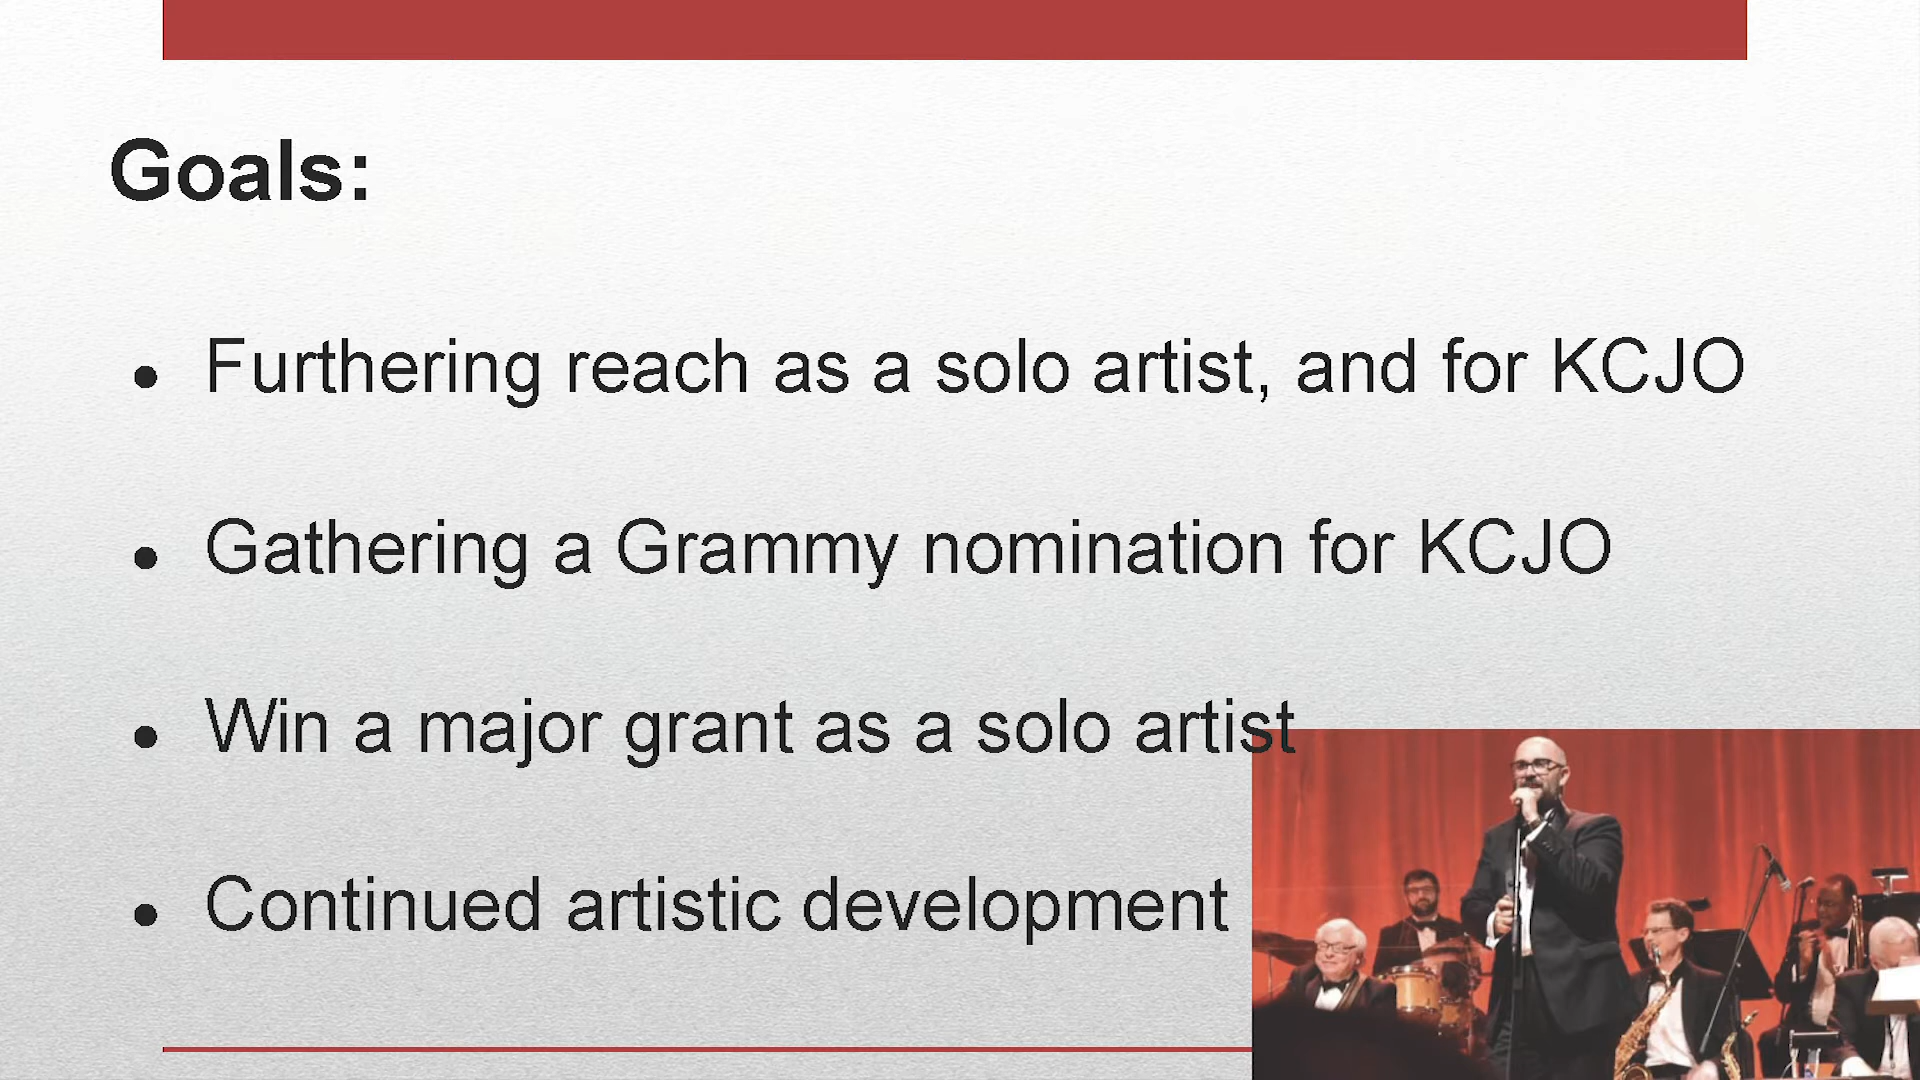 Goals:
● Furthering reach as a solo artist, and for KCJO
● Gathering a Grammy nomination for KCJO
● Win a major grant as a solo artist
● Continued artistic development